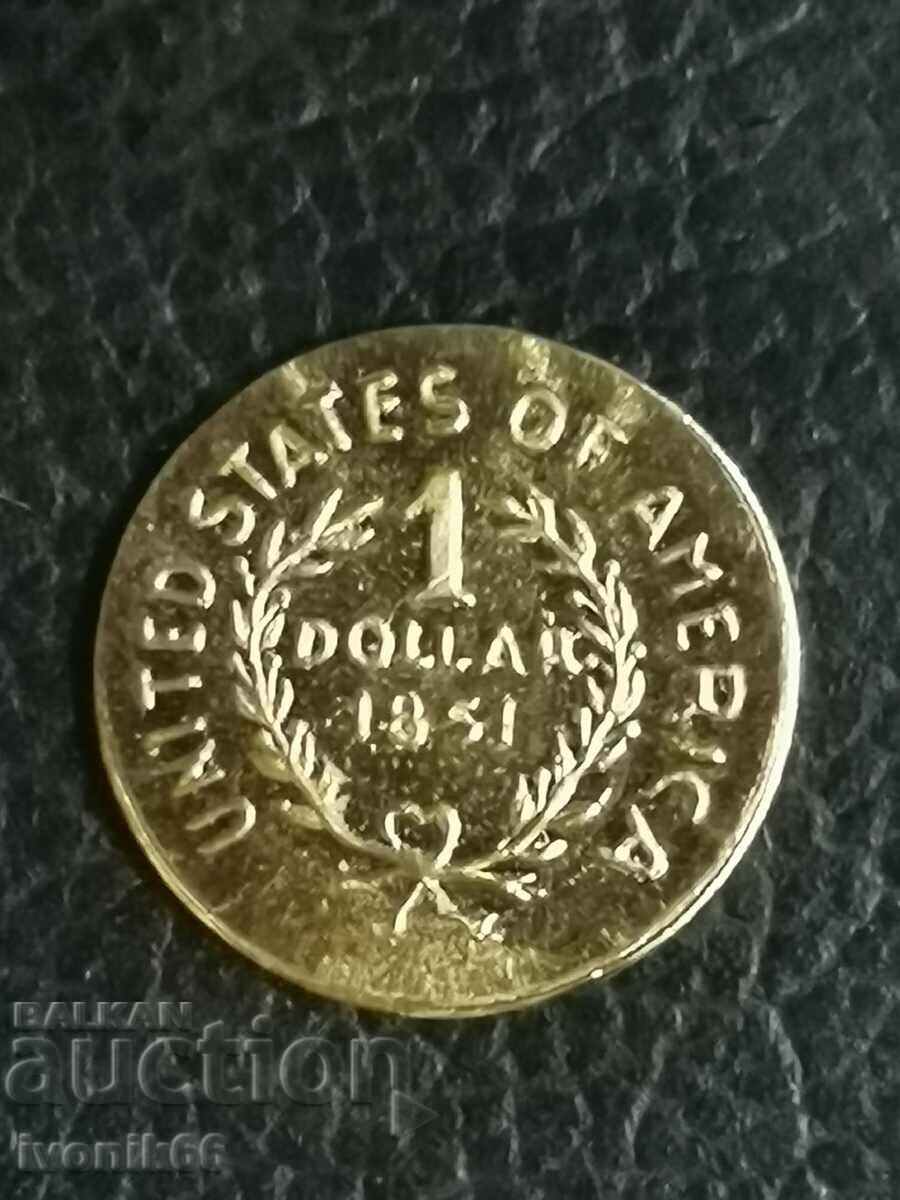 UNITED STATES OF AMERICA
1
DOLLAR
1851
BALKAN
auction
ivonik66